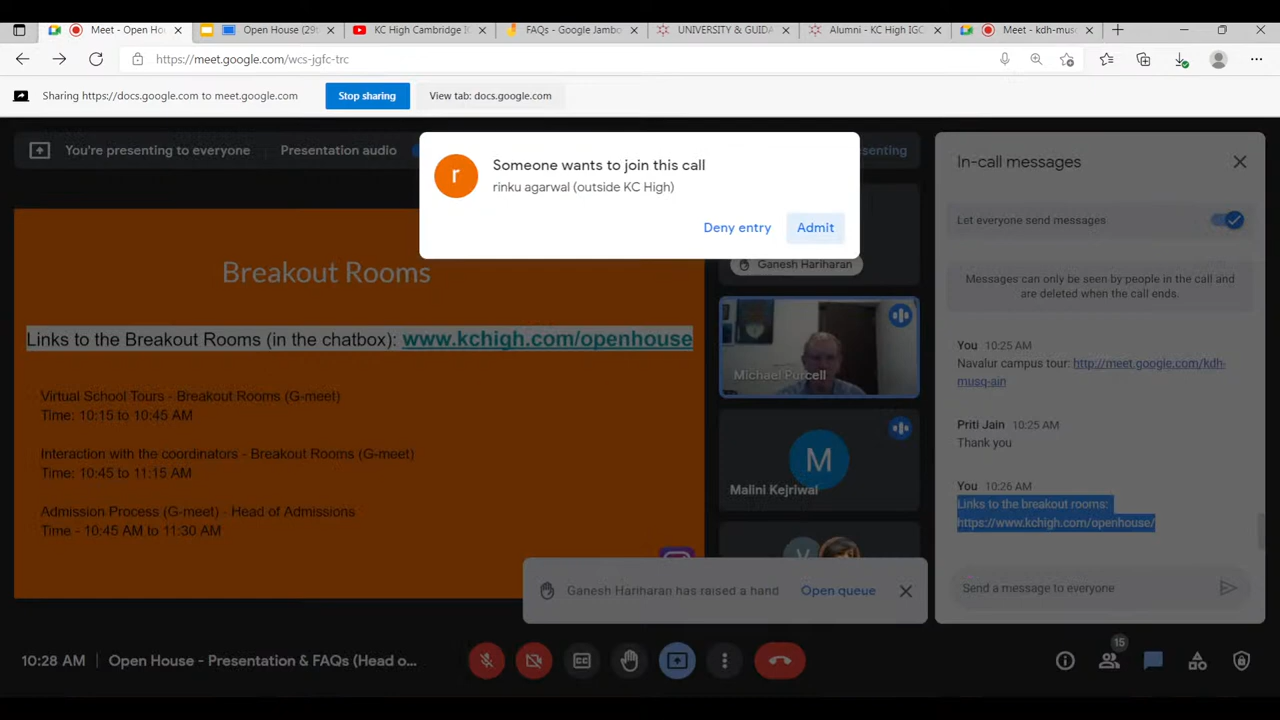 Meet - Open Hou
Open House (29t
KC High Cambridge IG
FAQs - Google Jambo
UNIVERSITY & GUIDA
Alumni - KC High IGC
Meet - kdh-mus
https://meet.google.com/wcs-jgfc-trc
Sharing https://docs.google.com to meet.google.com
Stop sharing
View tab: docs.google.com
You're presenting to everyone
Presentation audio
Someone wants to join this call
r
rinku agarwal (outside KC High)
Deny entry
Admit
Breakout Rooms
Links to the Breakout Rooms (in the chatbox): www.kchigh.com/openhouse
Virtual School Tours - Breakout Rooms (G-meet)
Time: 10:15 to 10:45 AM
Interaction with the coordinators - Breakout Rooms (G-meet)
Time: 10:45 to 11:15 AM
Admission Process (G-meet) - Head of Admissions
Time - 10:45 AM to 11:30 AM
Ganesh Hariharan
Michael Purcell
M
Malini Kejriwal
V
Ganesh Hariharan has raised a hand
Open queue
In-call messages
Let everyone send messages
Messages can only be seen by people in the call and
are deleted when the call ends.
You 10:25 AM
Navalur campus tour: http://meet.google.com/kdh-
musq-ain
Priti Jain 10:25 AM
Thank you
You 10:26 AM
Links to the breakout rooms:
https://www.kchigh.com/openhouse/
Send a message to everyone
10:28 AM
Open House - Presentation & FAQs (Head o...
CC
15